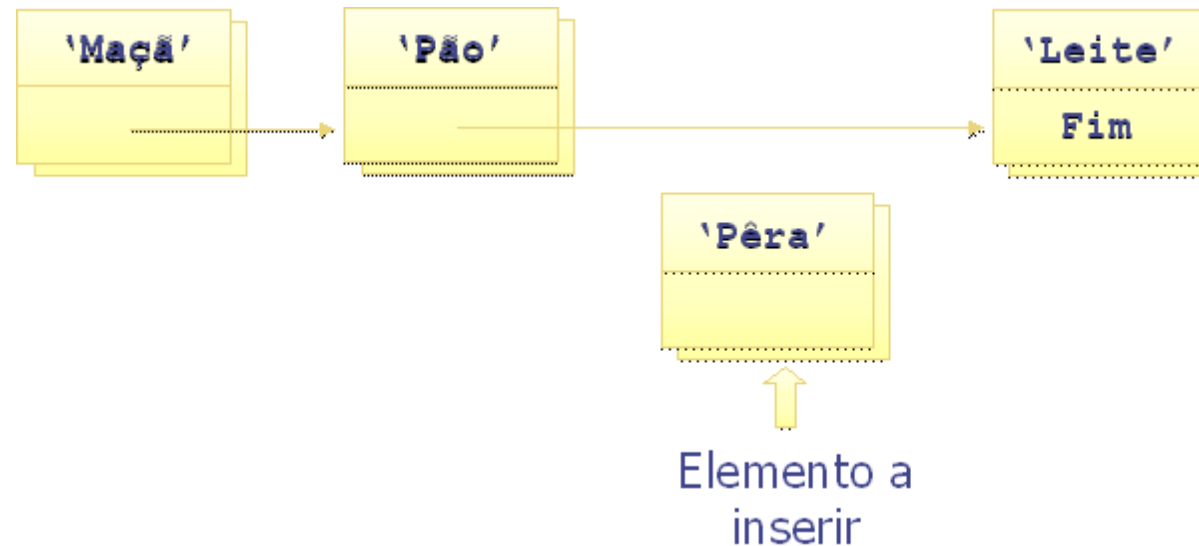 ‘Maçã’
‘Pão’
‘Leite’
Fim
‘Pêra’
Elemento a
inserir